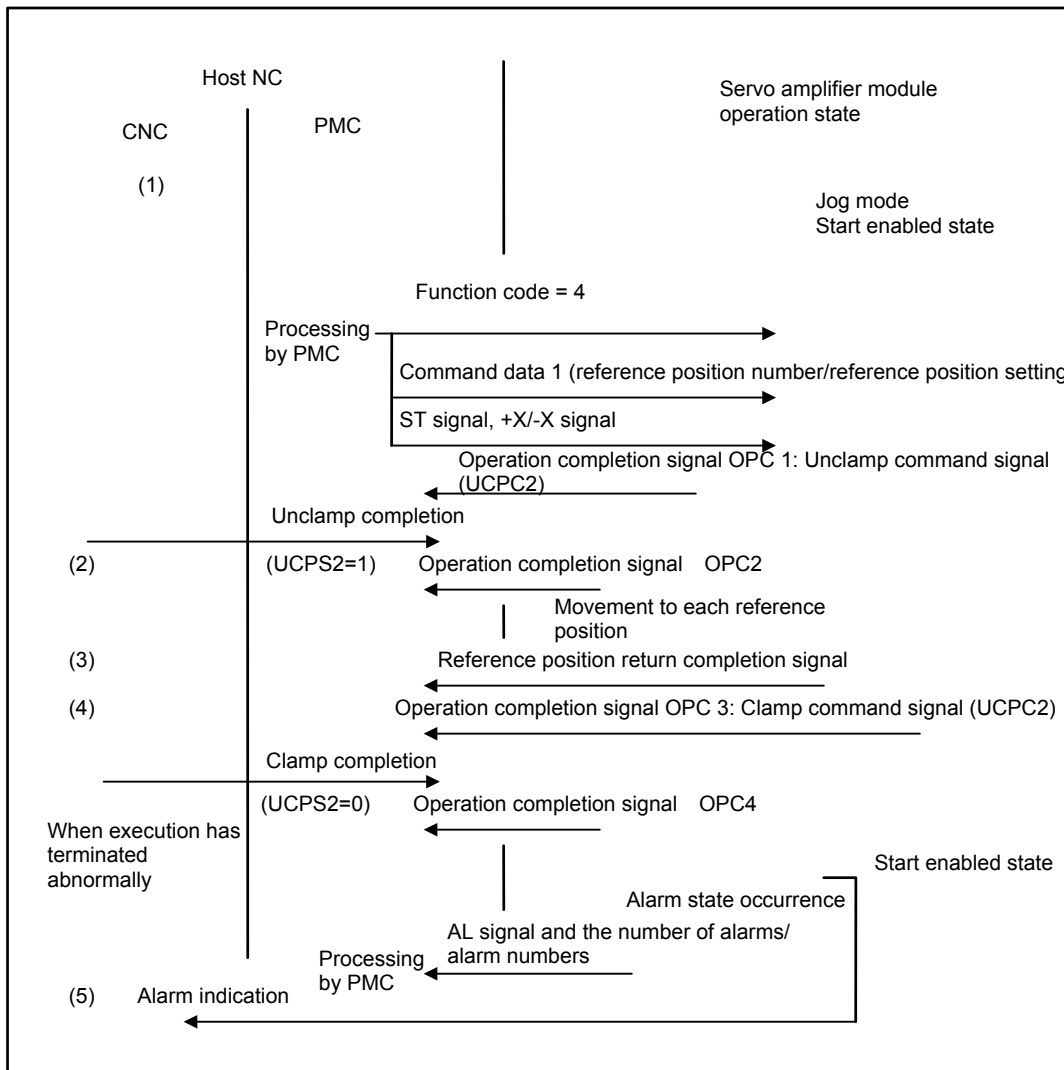 Host NC
Servo amplifier module
operation state
CNC
PMC
(1)
Jog mode
Start enabled state
Function code = 4
Processing
by PMC
Command data 1 (reference position number/reference position setting
ST signal, +X/-X signal
Operation completion signal OPC 1: Unclamp command signal
(UCPC2)
Unclamp completion
(2)
(UCPS2=1)
Operation completion signal OPC2
Movement to each reference
position
(3)
Reference position return completion signal
(4)
Operation completion signal OPC 3: Clamp command signal (UCPC2)
Clamp completion
(UCPS2=0)
Operation completion signal OPC4
When execution has
terminated
abnormally
Start enabled state
Alarm state occurrence
AL signal and the number of alarms/
alarm numbers
Processing
by PMC
(5)
Alarm indication